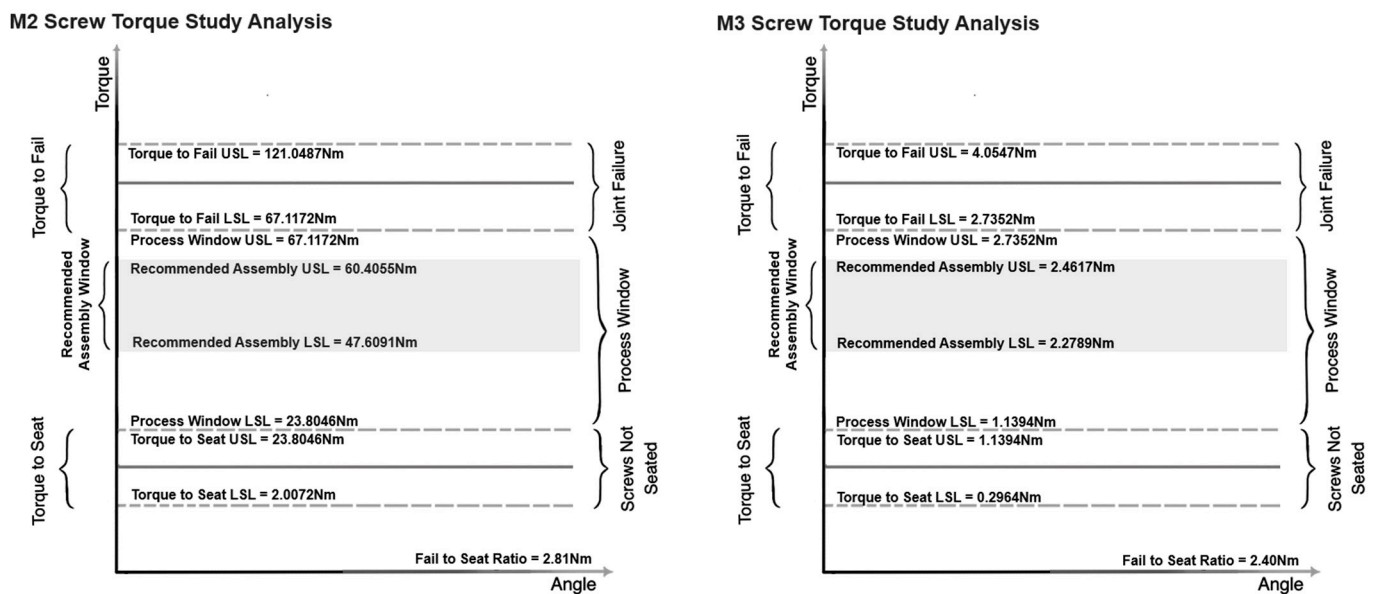 M2 Screw Torque Study Analysis
Torque
Torque to Fail
Torque to Fail USL = 121.0487Nm
Torque to Fail LSL = 67.1172Nm
Joint Failure
Process Window USL = 67.1172Nm
Recommended
Assembly Window
Recommended Assembly USL = 60.4055Nm
Recommended Assembly LSL = 47.6091Nm
Process Window
Process Window LSL = 23.8046Nm
Torque to Seat
Torque to Seat USL = 23.8046Nm
Torque to Seat LSL = 2.0072Nm
Screws Not
Seated
Fail to Seat Ratio = 2.81Nm
Angle
M3 Screw Torque Study Analysis
Torque
Torque to Fail
Torque to Fail USL = 4.0547Nm
Torque to Fail LSL = 2.7352Nm
Joint Failure
Process Window USL = 2.7352Nm
Recommended
Assembly Window
Recommended Assembly USL = 2.4617Nm
Recommended Assembly LSL = 2.2789Nm
Process Window
Process Window LSL = 1.1394Nm
Torque to Seat
Torque to Seat USL = 1.1394Nm
Torque to Seat LSL = 0.2964Nm
Screws Not
Seated
Fail to Seat Ratio = 2.40Nm
Angle